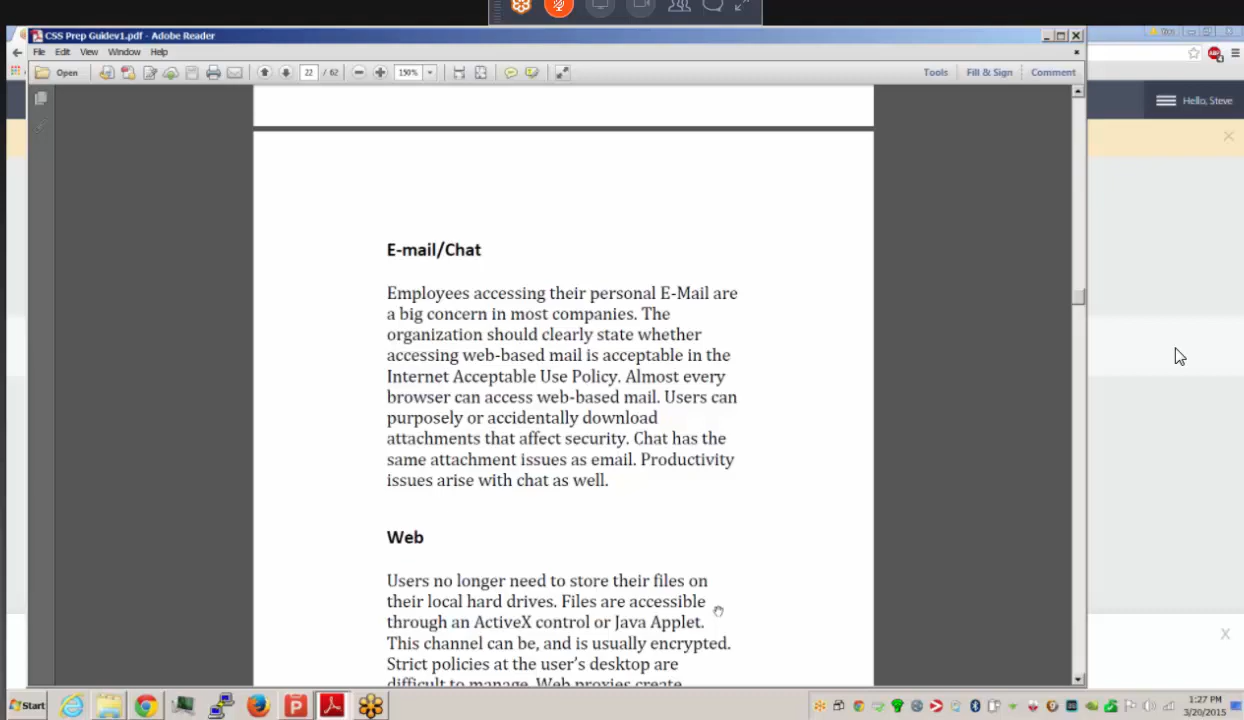 CSS Prep Guidev1.pdf - Adobe Reader
File Edit View Window Help
Open 22 / 62 150% Tools Fill & Sign Comment
Hello, Steve
E-mail/Chat
Employees accessing their personal E-Mail are
a big concern in most companies. The
organization should clearly state whether
accessing web-based mail is acceptable in the
Internet Acceptable Use Policy. Almost every
browser can access web-based mail. Users can
purposely or accidentally download
attachments that affect security. Chat has the
same attachment issues as email. Productivity
issues arise with chat as well.
Web
Users no longer need to store their files on
their local hard drives. Files are accessible
through an ActiveX control or Java Applet.
This channel can be, and is usually encrypted.
Strict policies at the user's desktop are
difficult to manage. Web proxies create
Start
1:27 PM
3/20/2015